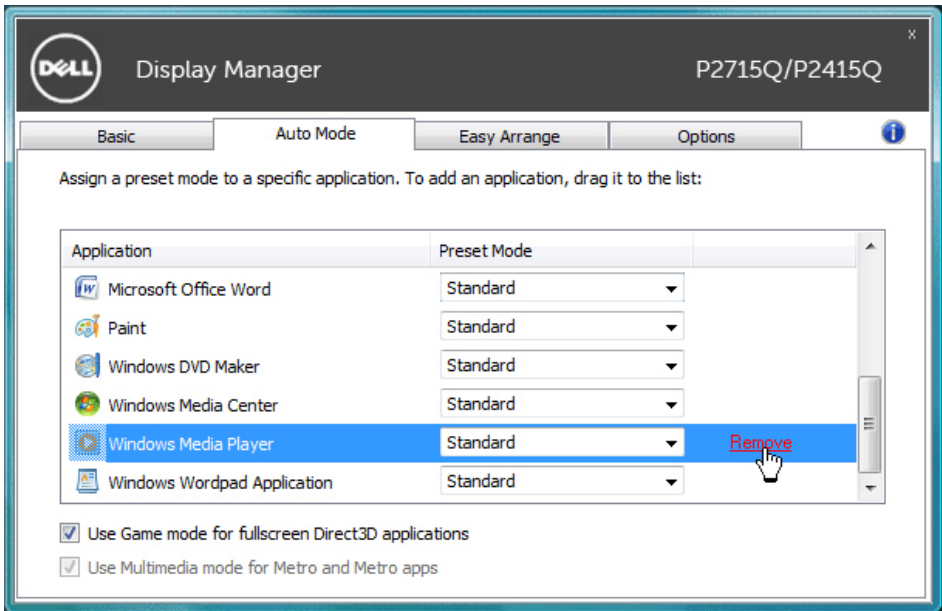 x
DELL Display Manager P2715Q/P2415Q
Basic Auto Mode Easy Arrange Options i
Assign a preset mode to a specific application. To add an application, drag it to the list:
Application Preset Mode
Microsoft Office Word Standard
Paint Standard
Windows DVD Maker Standard
Windows Media Center Standard
Windows Media Player Standard Remove
Windows Wordpad Application Standard
Use Game mode for fullscreen Direct3D applications
Use Multimedia mode for Metro and Metro apps